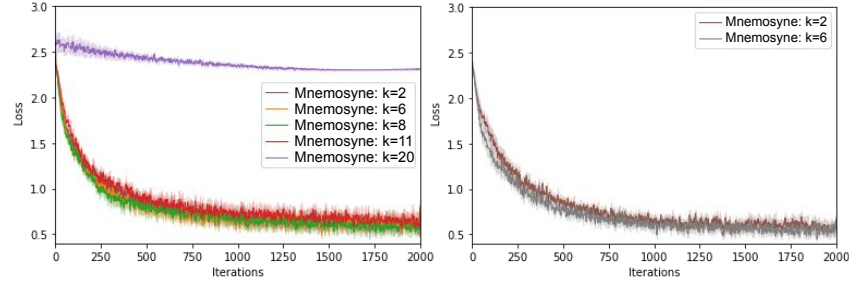 3.0
2.5
2.0
1.5
1.0
0.5
Loss
0
250
500
750
1000
1250
1500
1750
2000
Iterations
Mnemosyne: k=2
Mnemosyne: k=6
Mnemosyne: k=8
Mnemosyne: k=11
Mnemosyne: k=20
3.0
2.5
2.0
1.5
1.0
0.5
Loss
0
250
500
750
1000
1250
1500
1750
2000
Iterations
Mnemosyne: k=2
Mnemosyne: k=6